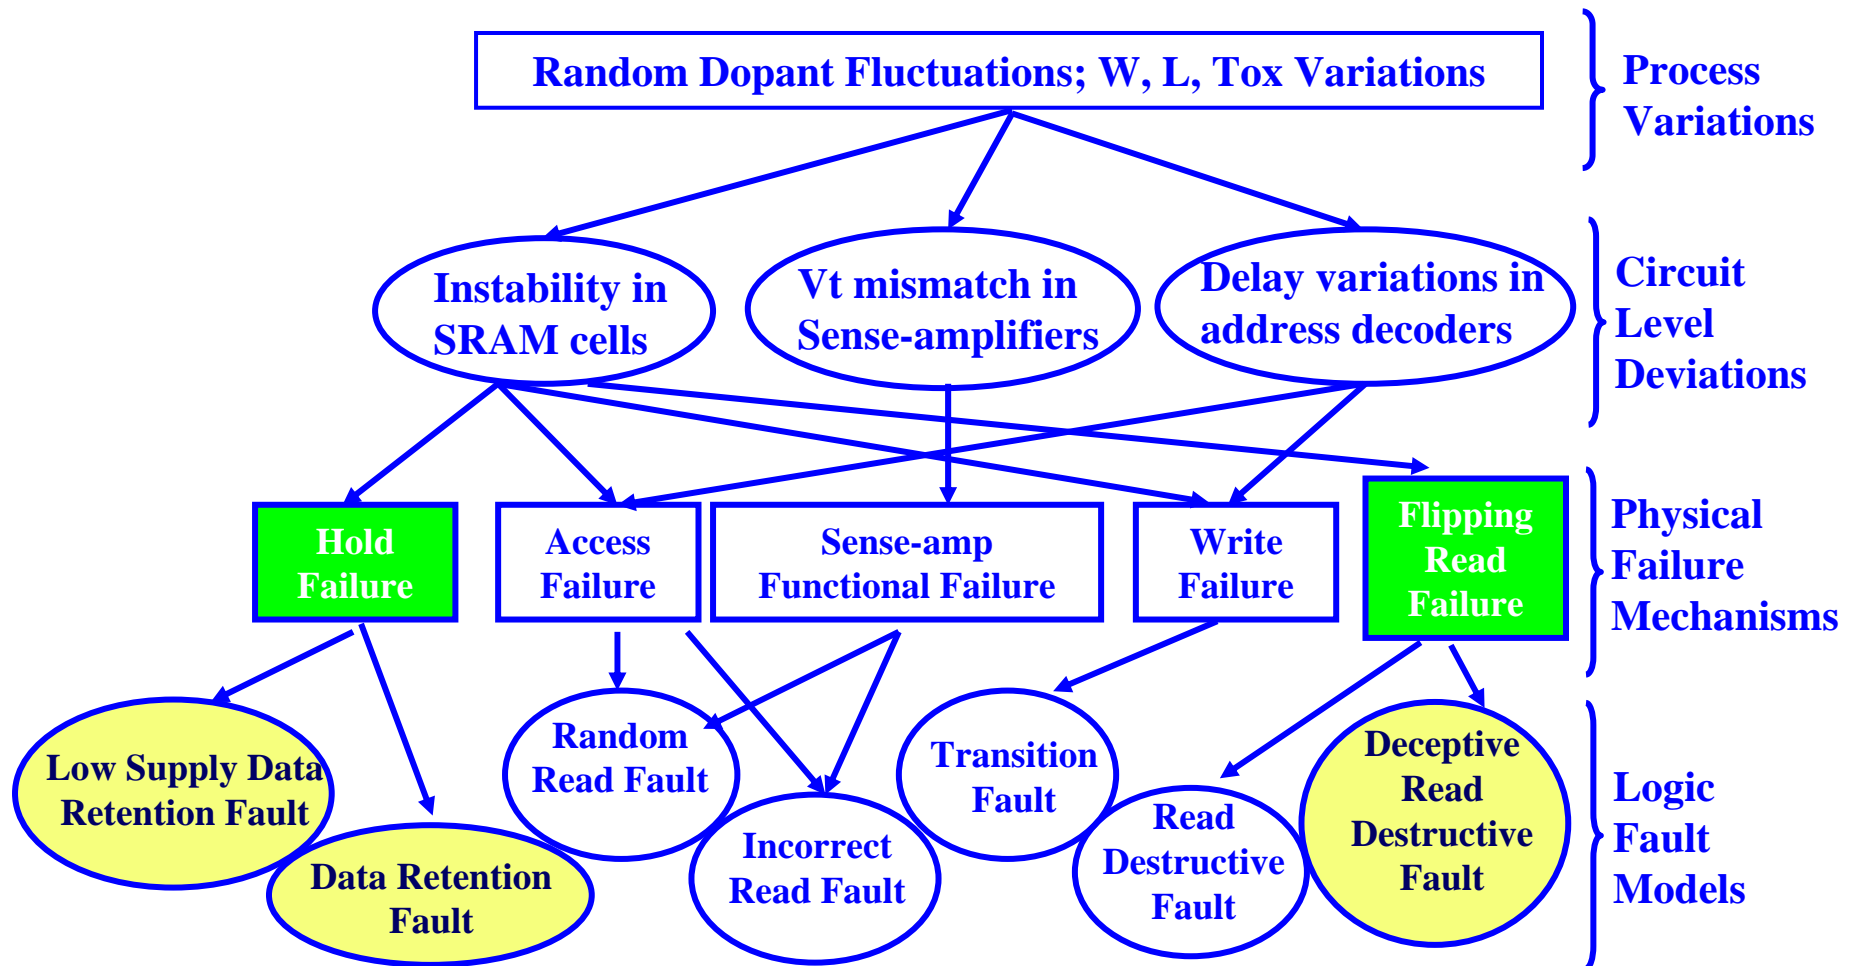 Random Dopant Fluctuations; W, L, Tox Variations
Process
Variations
Instability in
SRAM cells
Vt mismatch in
Sense-amplifiers
Delay variations in
address decoders
Circuit
Level
Deviations
Hold
Failure
Access
Failure
Sense-amp
Functional Failure
Write
Failure
Flipping
Read
Failure
Physical
Failure
Mechanisms
Low Supply Data
Retention Fault
Data Retention
Fault
Random
Read Fault
Incorrect
Read Fault
Transition
Fault
Read
Destructive
Fault
Deceptive
Read
Destructive
Fault
Logic
Fault
Models